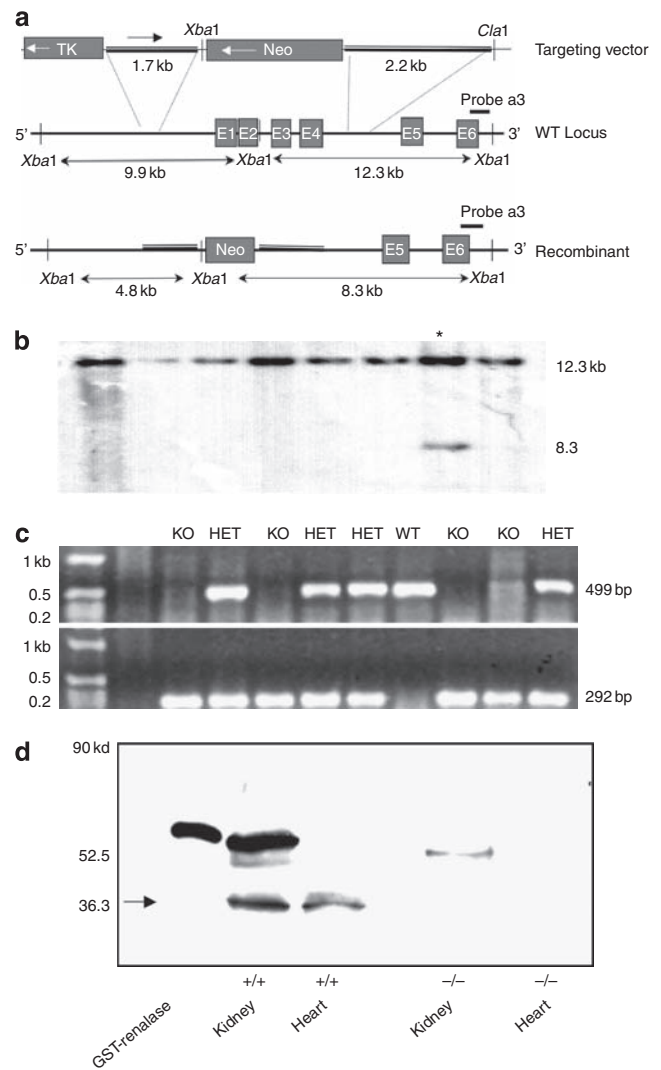 a
Xba1
Cla1
TK
Neo
Targeting vector
1.7 kb
2.2 kb
Probe a3
5'
E1
E2
E3
E4
E5
E6
3'
WT Locus
Xba1
Xba1
Xba1
9.9 kb
12.3 kb
Probe a3
5'
Neo
E5
E6
3'
Recombinant
Xba1
Xba1
Xba1
4.8 kb
8.3 kb
b
*
12.3 kb
8.3
c
KO HET KO HET HET WT KO KO HET
1 kb
0.5
499 bp
0.2
1 kb
0.5
0.2
292 bp
d
90 kd
52.5
36.3
+/+ +/+ –/– –/–
GST-renalase
Kidney
Heart
Kidney
Heart